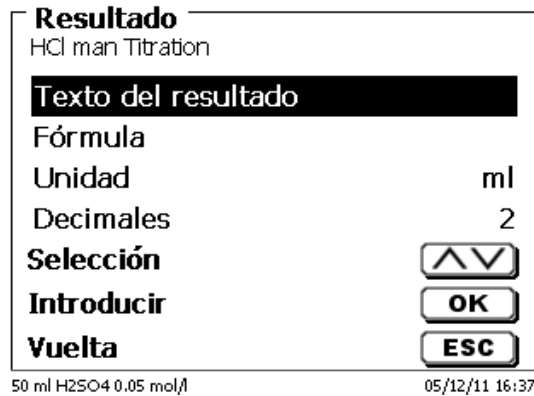 Resultado
HCl man Titration
Texto del resultado
Fórmula
Unidad ml
Decimales 2
Selección
Introducir OK
Vuelta ESC
50 ml H2SO4 0.05 mol/l 05/12/11 16:37